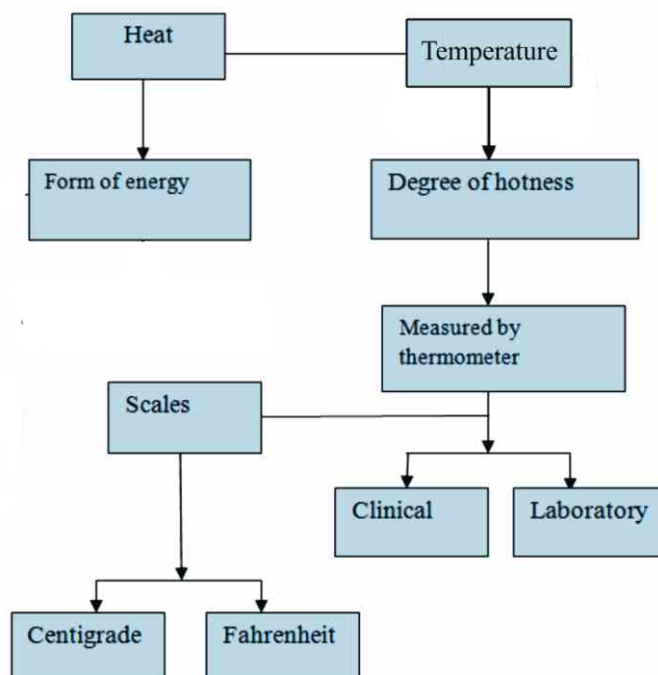 Heat
Temperature
Form of energy
Degree of hotness
Measured by
thermometer
Scales
Clinical
Laboratory
Centigrade
Fahrenheit